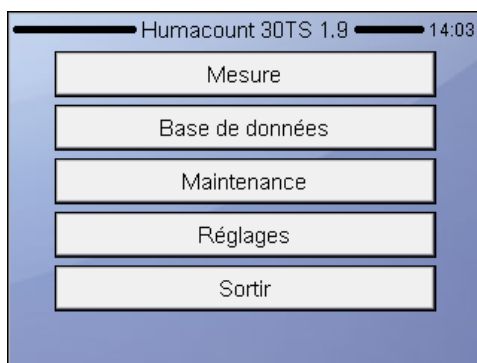 Humacount 30TS 1.9 14:03
Mesure
Base de données
Maintenance
Réglages
Sortir